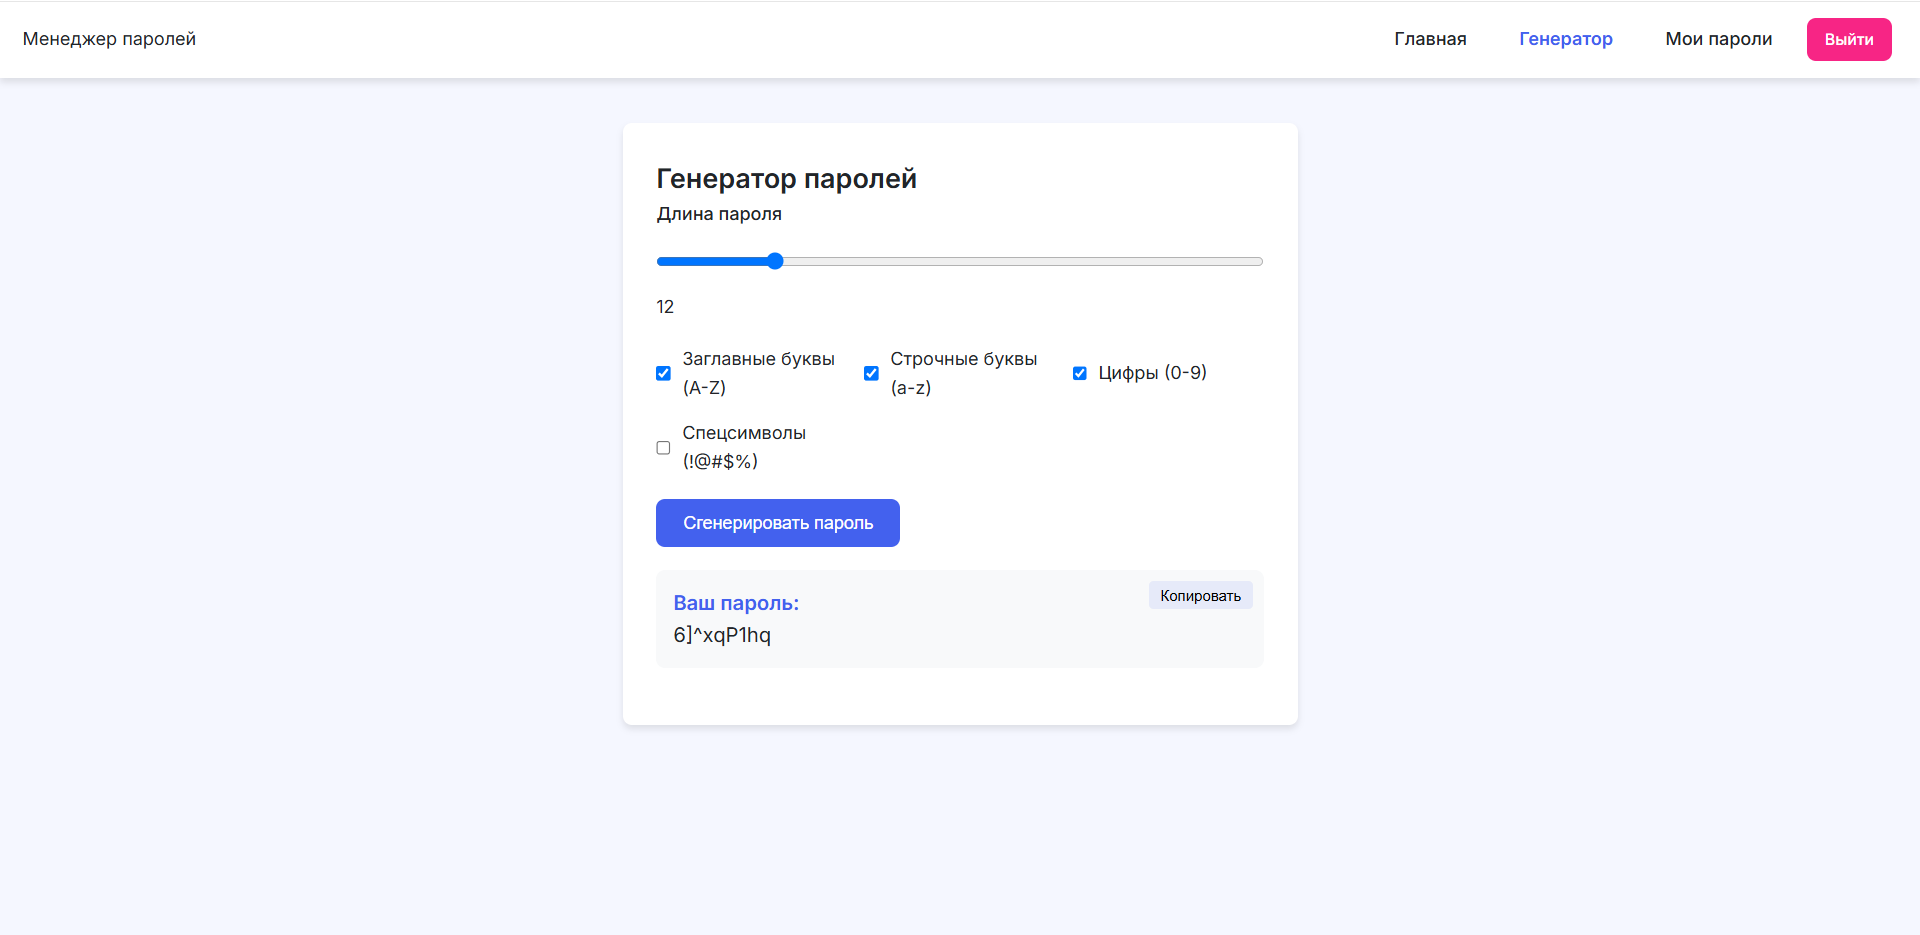 Менеджер паролей
Главная
Генератор
Мои пароли
Выйти
Генератор паролей
Длина пароля
12
Заглавные буквы
(A-Z)
Строчные буквы
(a-z)
Цифры (0-9)
Спецсимволы
(!@#$%)
Сгенерировать пароль
Ваш пароль:
Копировать
6]^xqP1hq